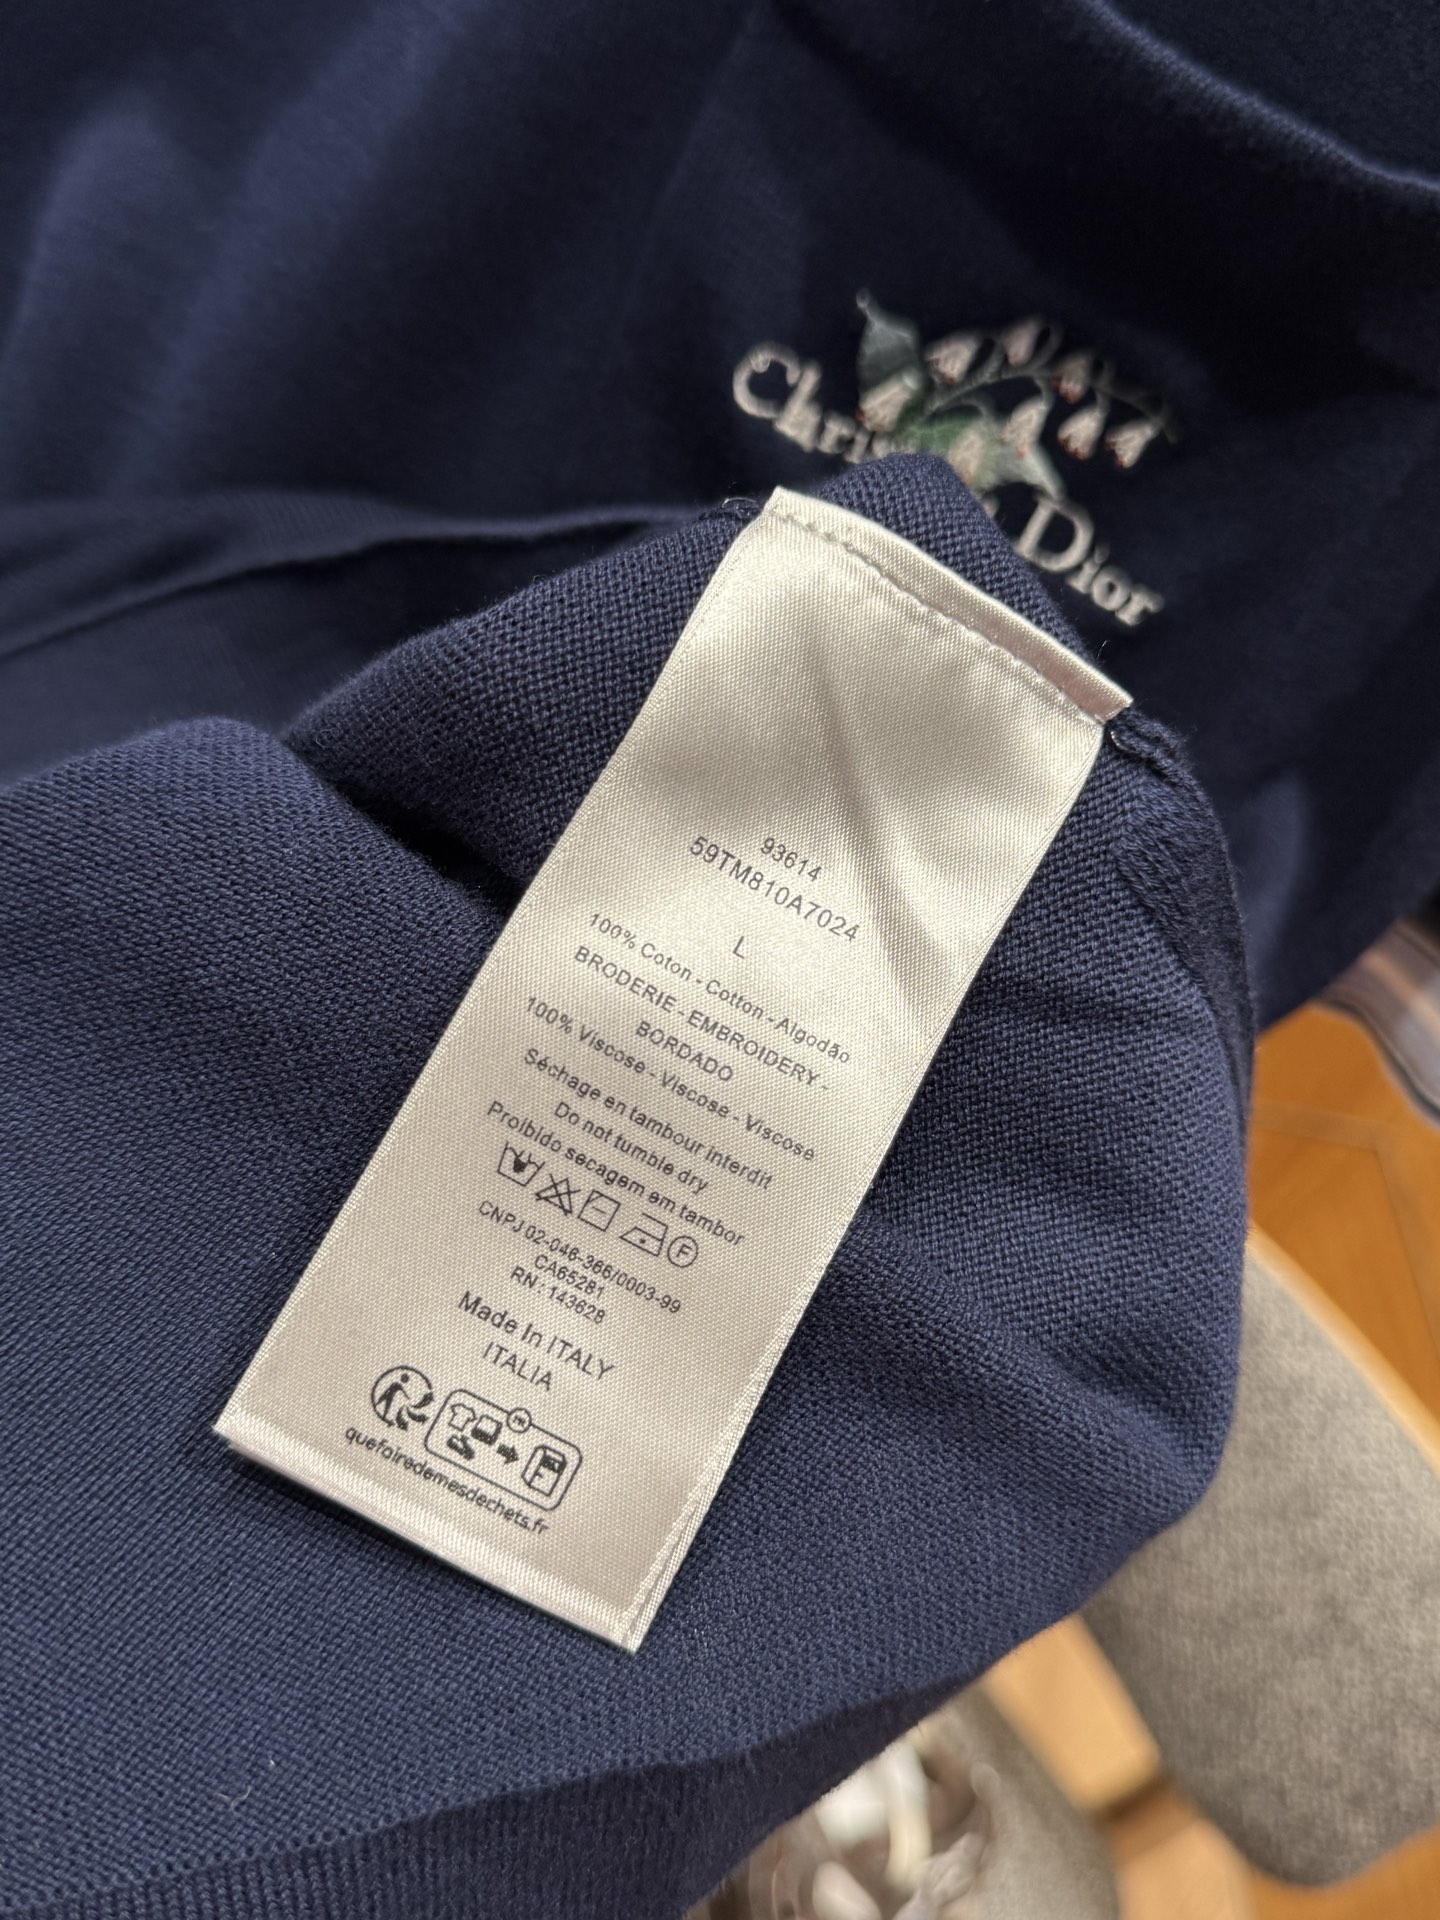 Christian Dior
93614
59TM810A7024
L
100% Coton - Cotton - Algodão
BRODERIE - EMBROIDERY -
BORDADO
100% Viscose - Viscose - Viscose
Séchage en tambour interdit
Do not tumble dry
Proibido secagem em tambor
F
CNPJ 02-046-366/0003-99
CA65281
RN: 143628
Made In ITALY
ITALIA
FR
quefairedemesdechets.fr